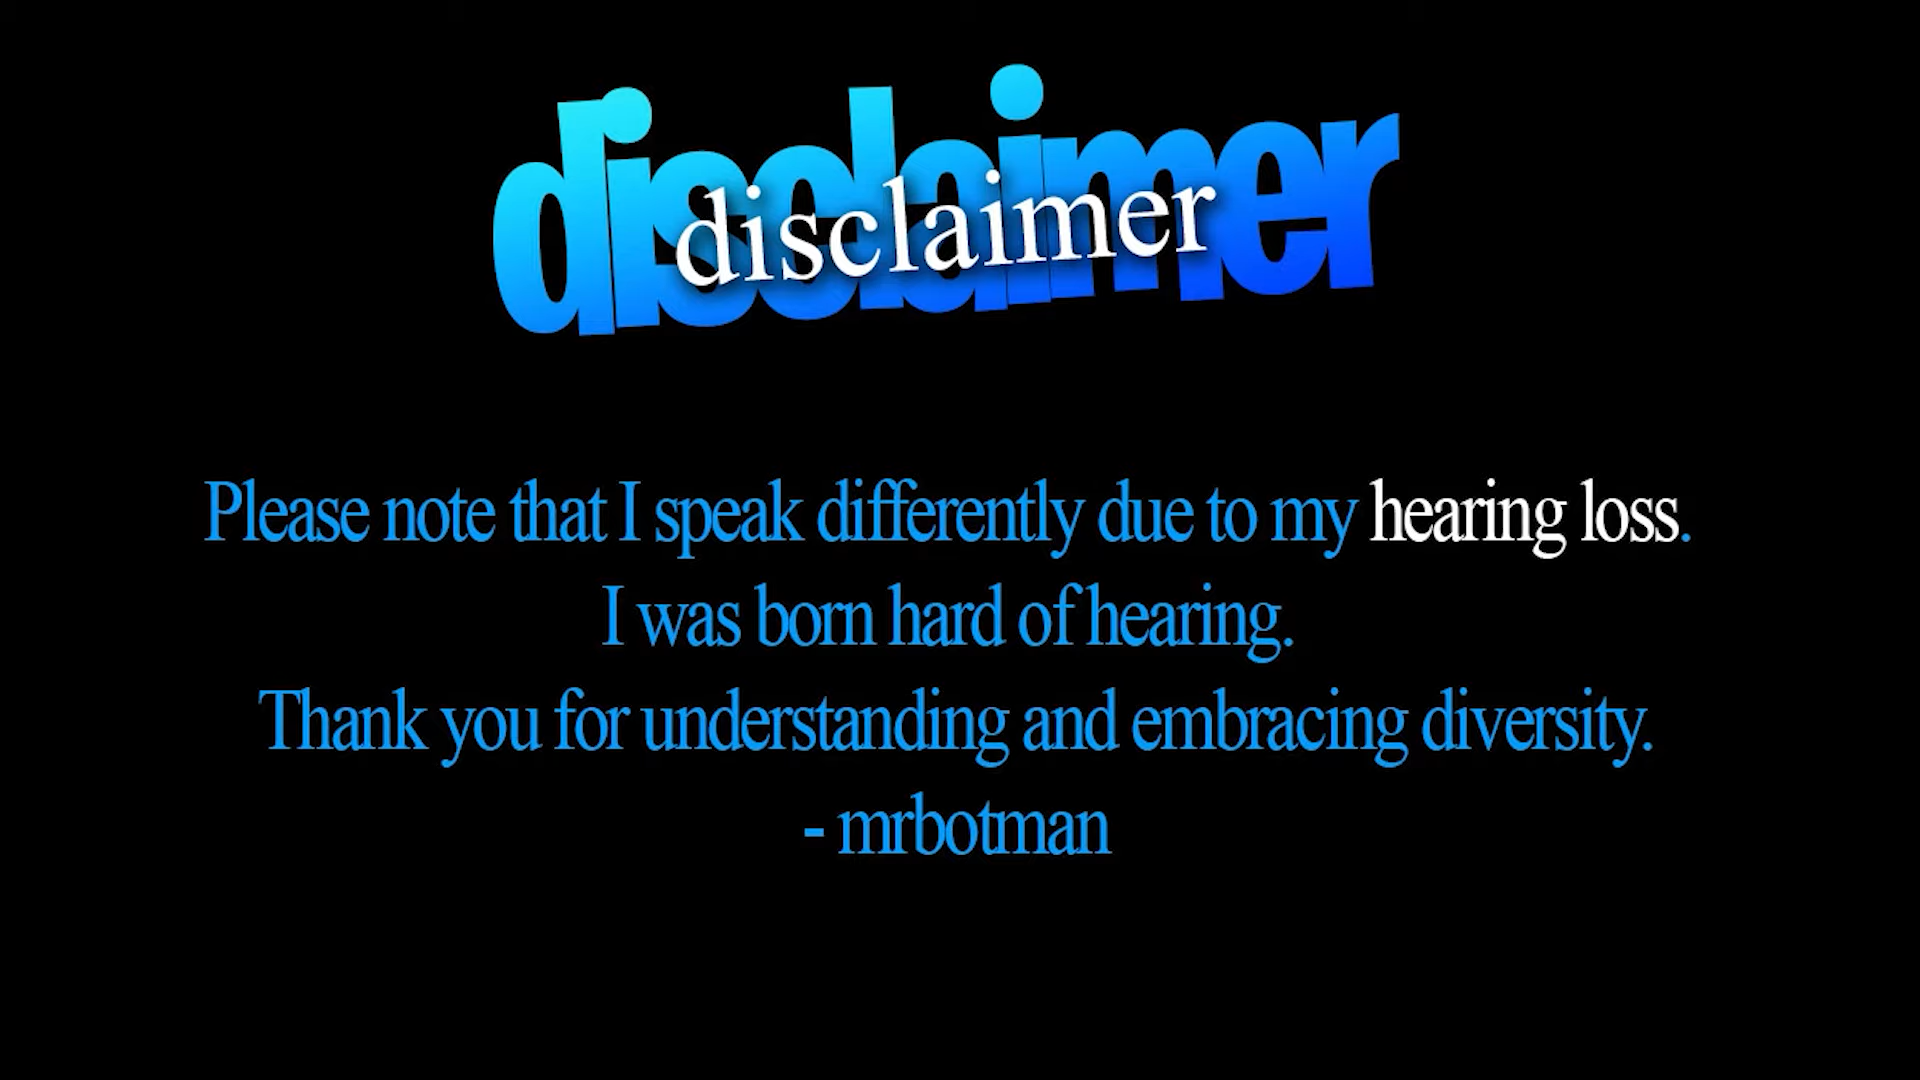 disclaimer
disclaimer
Please note that I speak differently due to my hearing loss.
I was born hard of hearing.
Thank you for understanding and embracing diversity.
- mrbotman